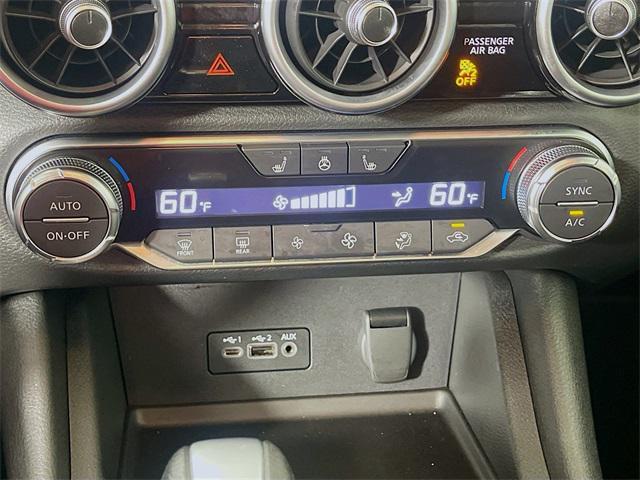 PASSENGER
AIR BAG
OFF
AUTO
ON·OFF
60°F
60°F
SYNC
A/C
FRONT
REAR
1
2
AUX